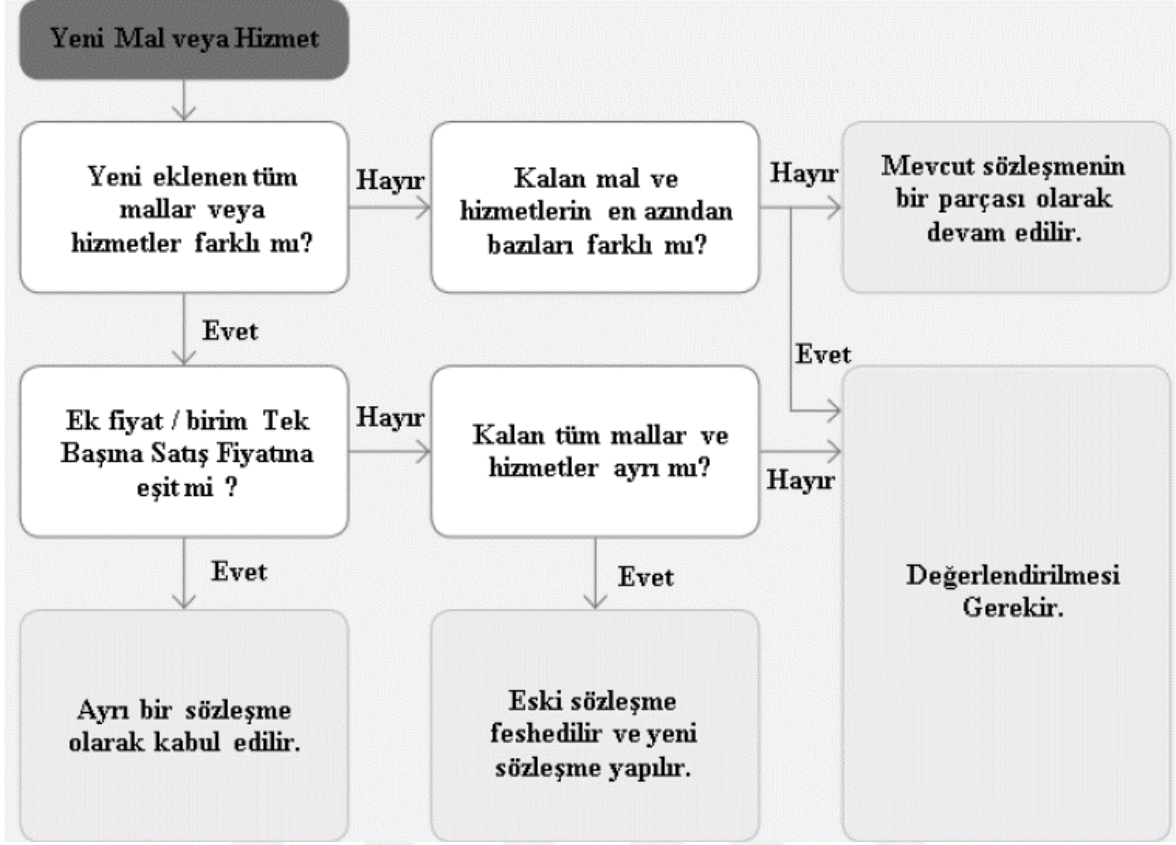 Yeni Mal veya Hizmet
Yeni eklenen tüm
mallar veya
hizmetler farklı mı?
Hayır
Kalan mal ve
hizmetlerin en azından
bazıları farklı mı?
Hayır
Mevcut sözleşmenin
bir parçası olarak
devam edilir.
Evet
Evet
Ek fiyat / birim Tek
Başına Satış Fiyatına
eşit mi ?
Hayır
Kalan tüm mallar ve
hizmetler ayrı mı?
Hayır
Değerlendirilmesi
Gerekir.
Evet
Evet
Ayrı bir sözleşme
olarak kabul edilir.
Eski sözleşme
feshedilir ve yeni
sözleşme yapılır.